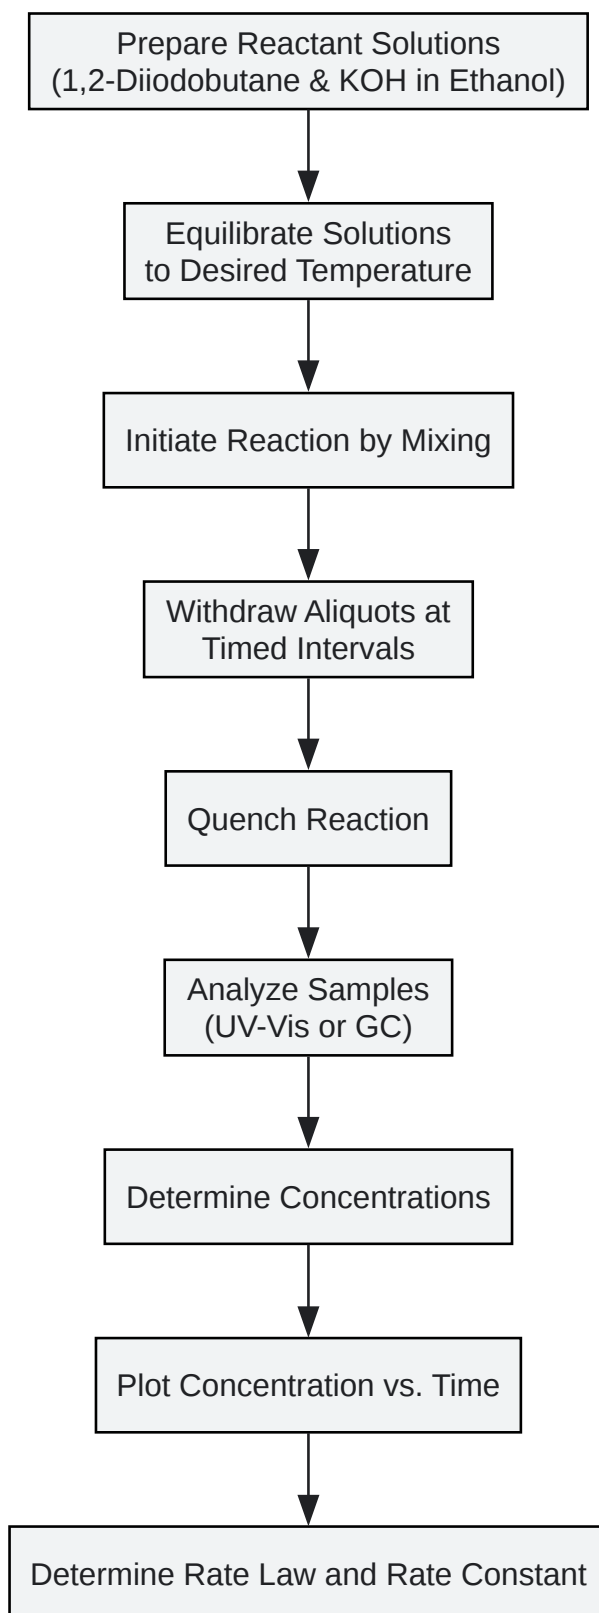 Prepare Reactant Solutions
(1,2-Diiodobutane & KOH in Ethanol)
Equilibrate Solutions
to Desired Temperature
Initiate Reaction by Mixing
Withdraw Aliquots at
Timed Intervals
Quench Reaction
Analyze Samples
(UV-Vis or GC)
Determine Concentrations
Plot Concentration vs. Time
Determine Rate Law and Rate Constant